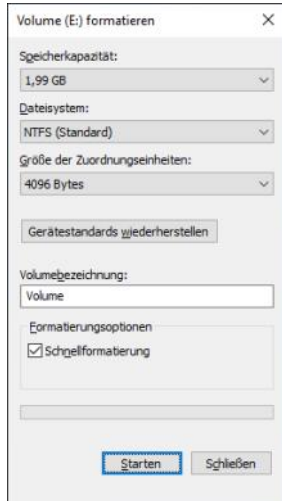 Volume (E:) formatieren
Speicherkapazität:
1,99 GB
Dateisystem:
NTFS (Standard)
Größe der Zuordnungseinheiten:
4096 Bytes
Gerätestandards wiederherstellen
Volumebezeichnung:
Volume
Formatierungsoptionen
Schnellformatierung
Starten
Schließen